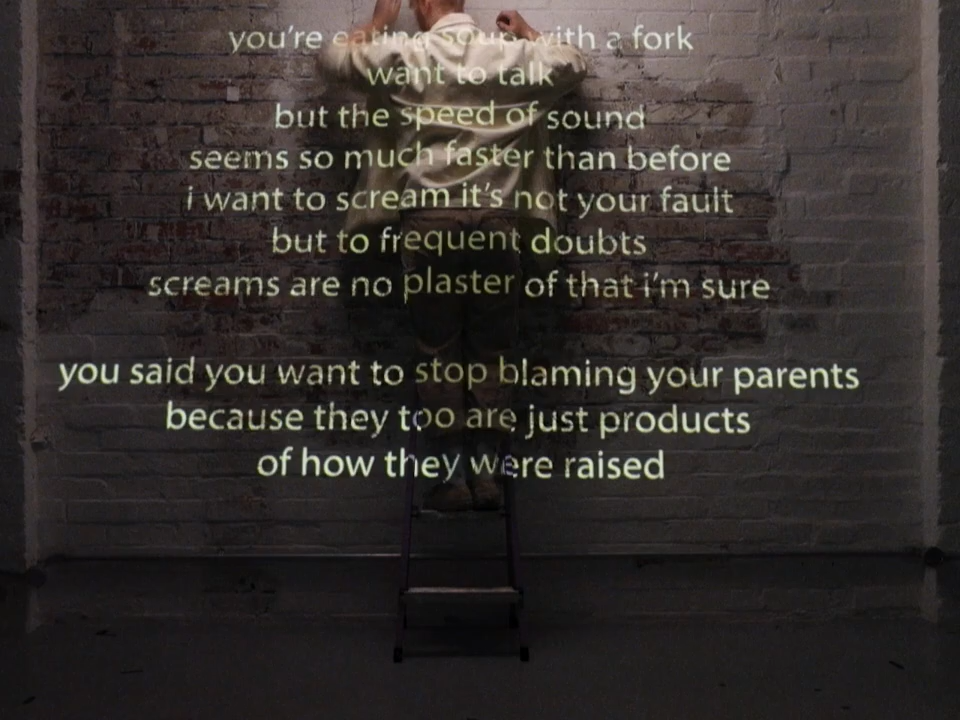 you're eating soup with a fork
want to talk
but the speed of sound
seems so much faster than before
i want to scream it's not your fault
but to frequent doubts
screams are no plaster of that i'm sure
you said you want to stop blaming your parents
because they too are just products
of how they were raised